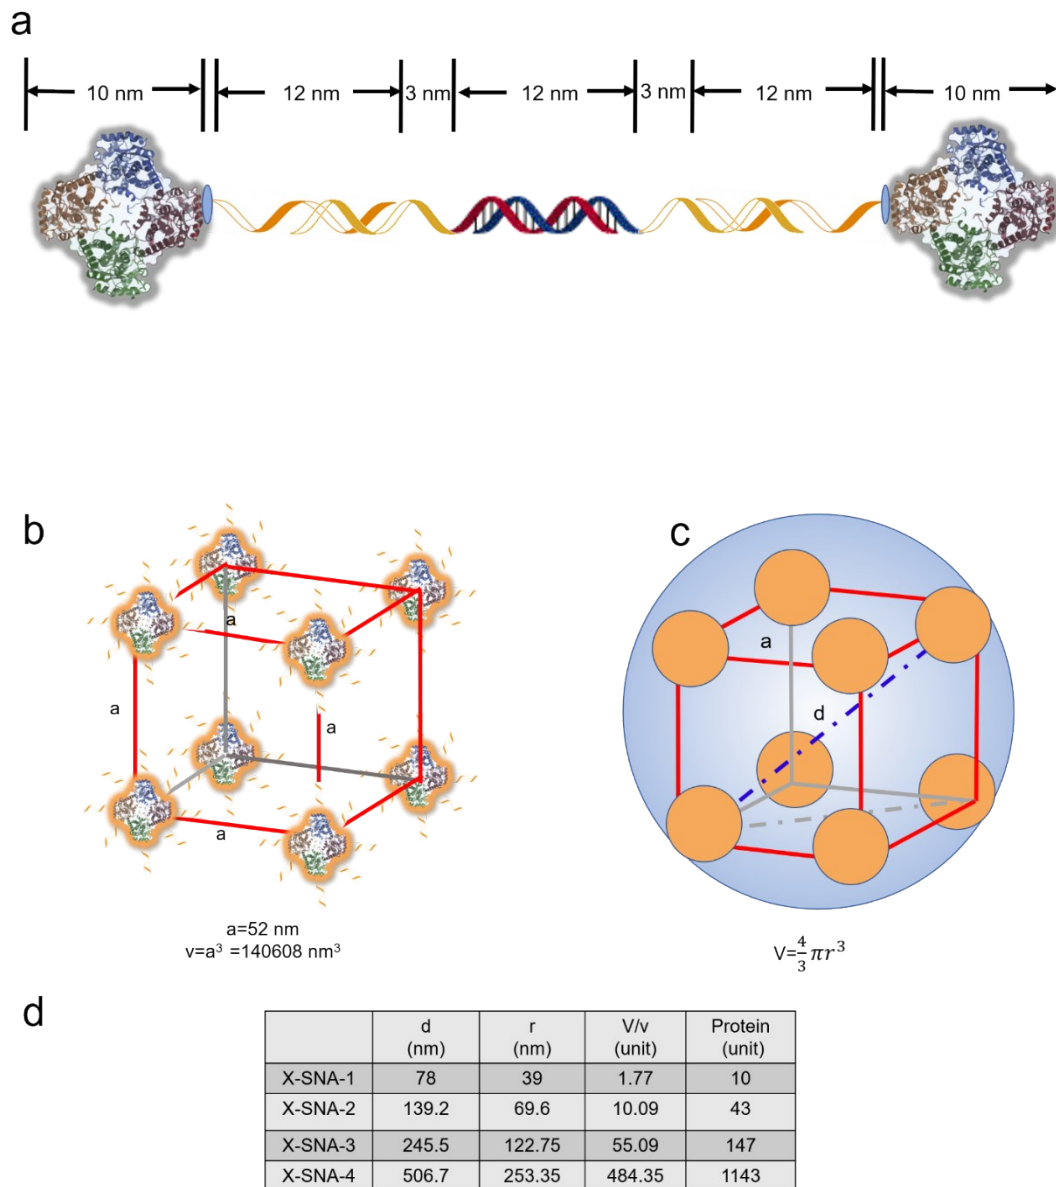 a
10 nm 12 nm 3 nm 12 nm 3 nm 12 nm 10 nm
b
a
a
a
a
a=52 nm
v=a³ =140608 nm³
c
a
d
V=4/3 πr³
d
d (nm) r (nm) V/v (unit) Protein (unit)
X-SNA-1 78 39 1.77 10
X-SNA-2 139.2 69.6 10.09 43
X-SNA-3 245.5 122.75 55.09 147
X-SNA-4 506.7 253.35 484.35 1143